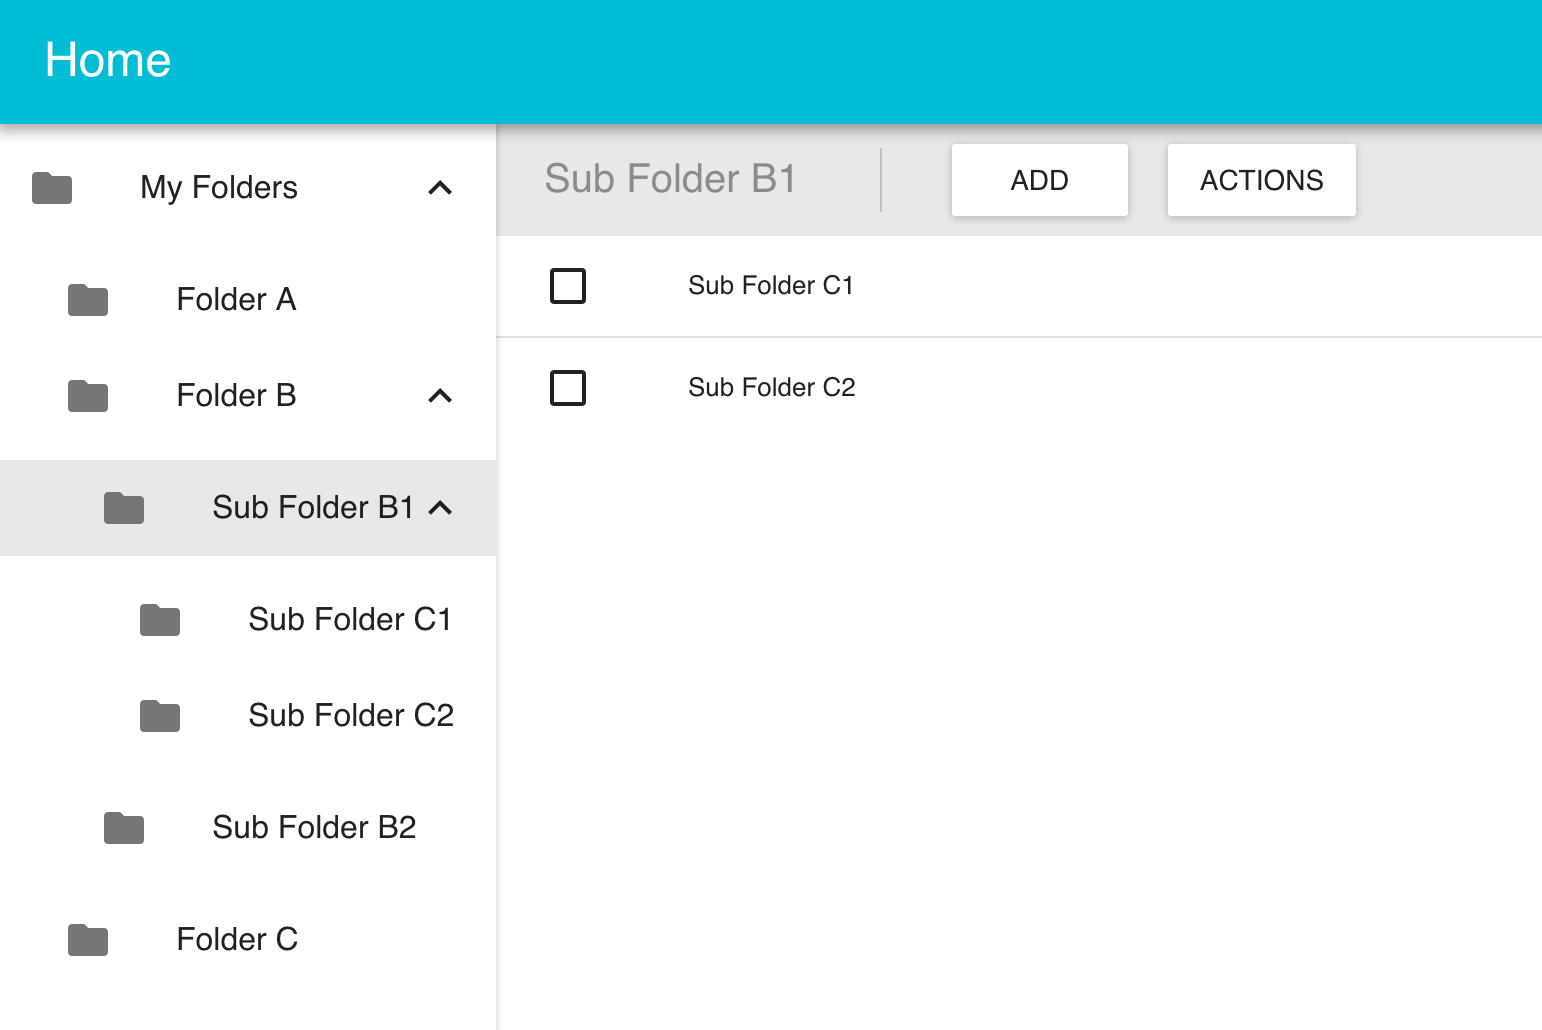 Home
My Folders
Folder A
Folder B
Sub Folder B1
Sub Folder C1
Sub Folder C2
Sub Folder B2
Folder C
Sub Folder B1
ADD
ACTIONS
Sub Folder C1
Sub Folder C2